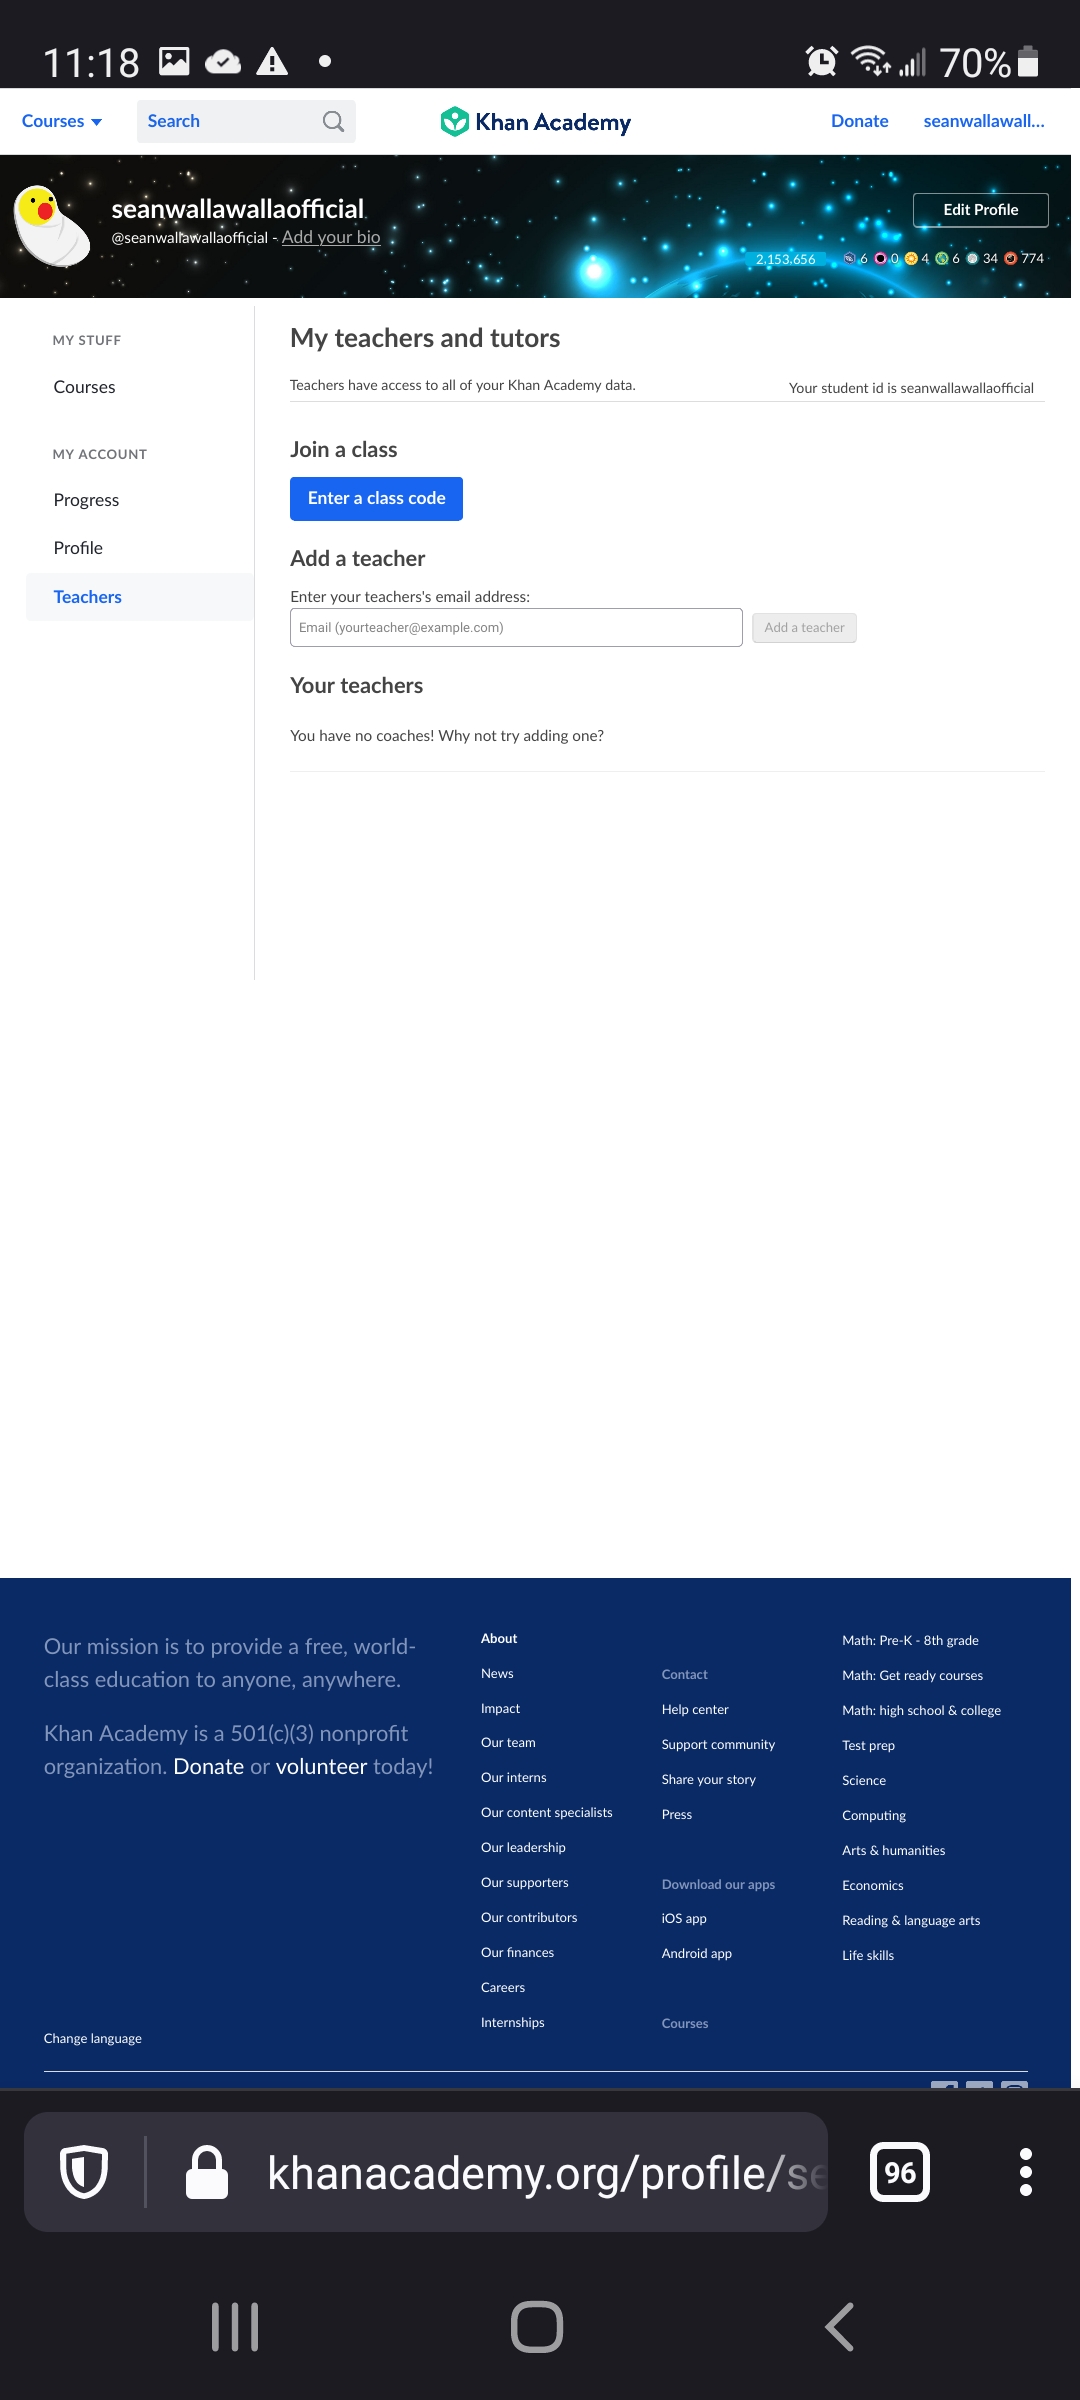 11:18
70%
Courses
Search
Khan Academy
Donate
seanwallawall...
seanwallawallaofficial
@seanwallawallaofficial - Add your bio
Edit Profile
2,153,656
6 0 4 6 34 774
MY STUFF
Courses
MY ACCOUNT
Progress
Profile
Teachers
My teachers and tutors
Teachers have access to all of your Khan Academy data.
Your student id is seanwallawallaofficial
Join a class
Enter a class code
Add a teacher
Enter your teachers's email address:
Email (yourteacher@example.com)
Add a teacher
Your teachers
You have no coaches! Why not try adding one?
Our mission is to provide a free, world-
class education to anyone, anywhere.
Khan Academy is a 501(c)(3) nonprofit
organization. Donate or volunteer today!
Change language
About
News
Impact
Our team
Our interns
Our content specialists
Our leadership
Our supporters
Our contributors
Our finances
Careers
Internships
Contact
Help center
Support community
Share your story
Press
Download our apps
iOS app
Android app
Courses
Math: Pre-K - 8th grade
Math: Get ready courses
Math: high school & college
Test prep
Science
Computing
Arts & humanities
Economics
Reading & language arts
Life skills
khanacademy.org/profile/se
96